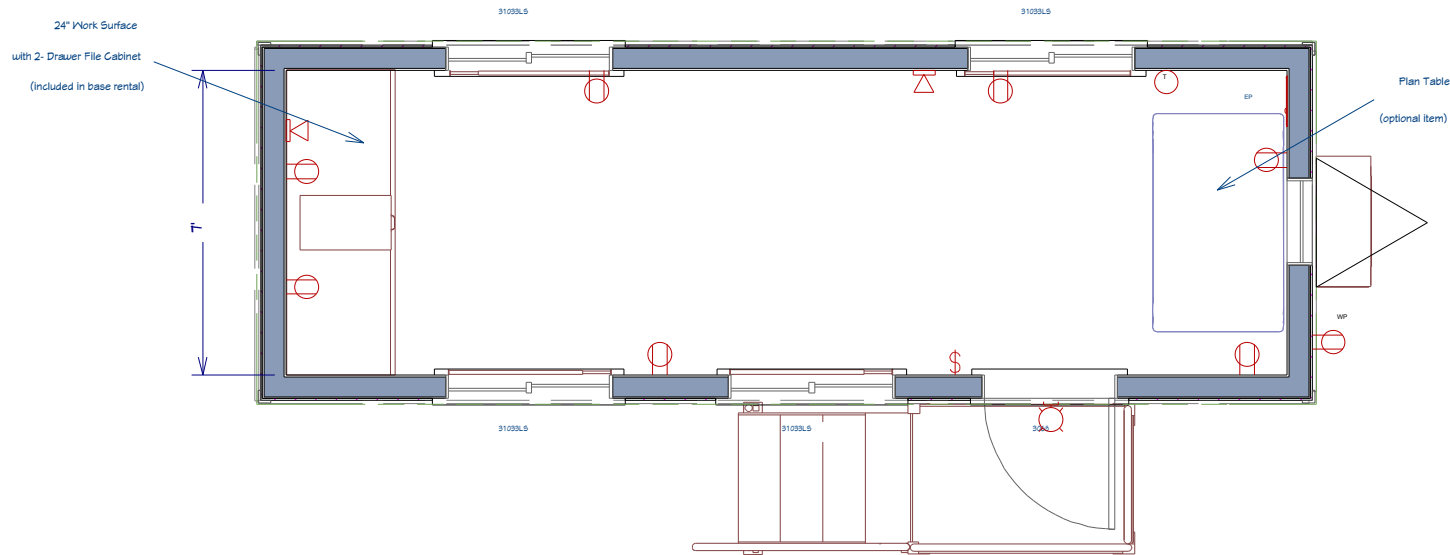 31033LS
31033LS
24" Work Surface
with 2- Drawer File Cabinet
(included in base rental)
Plan Table
(optional item)
T
EP
7'
$
WP
31033LS
31033LS